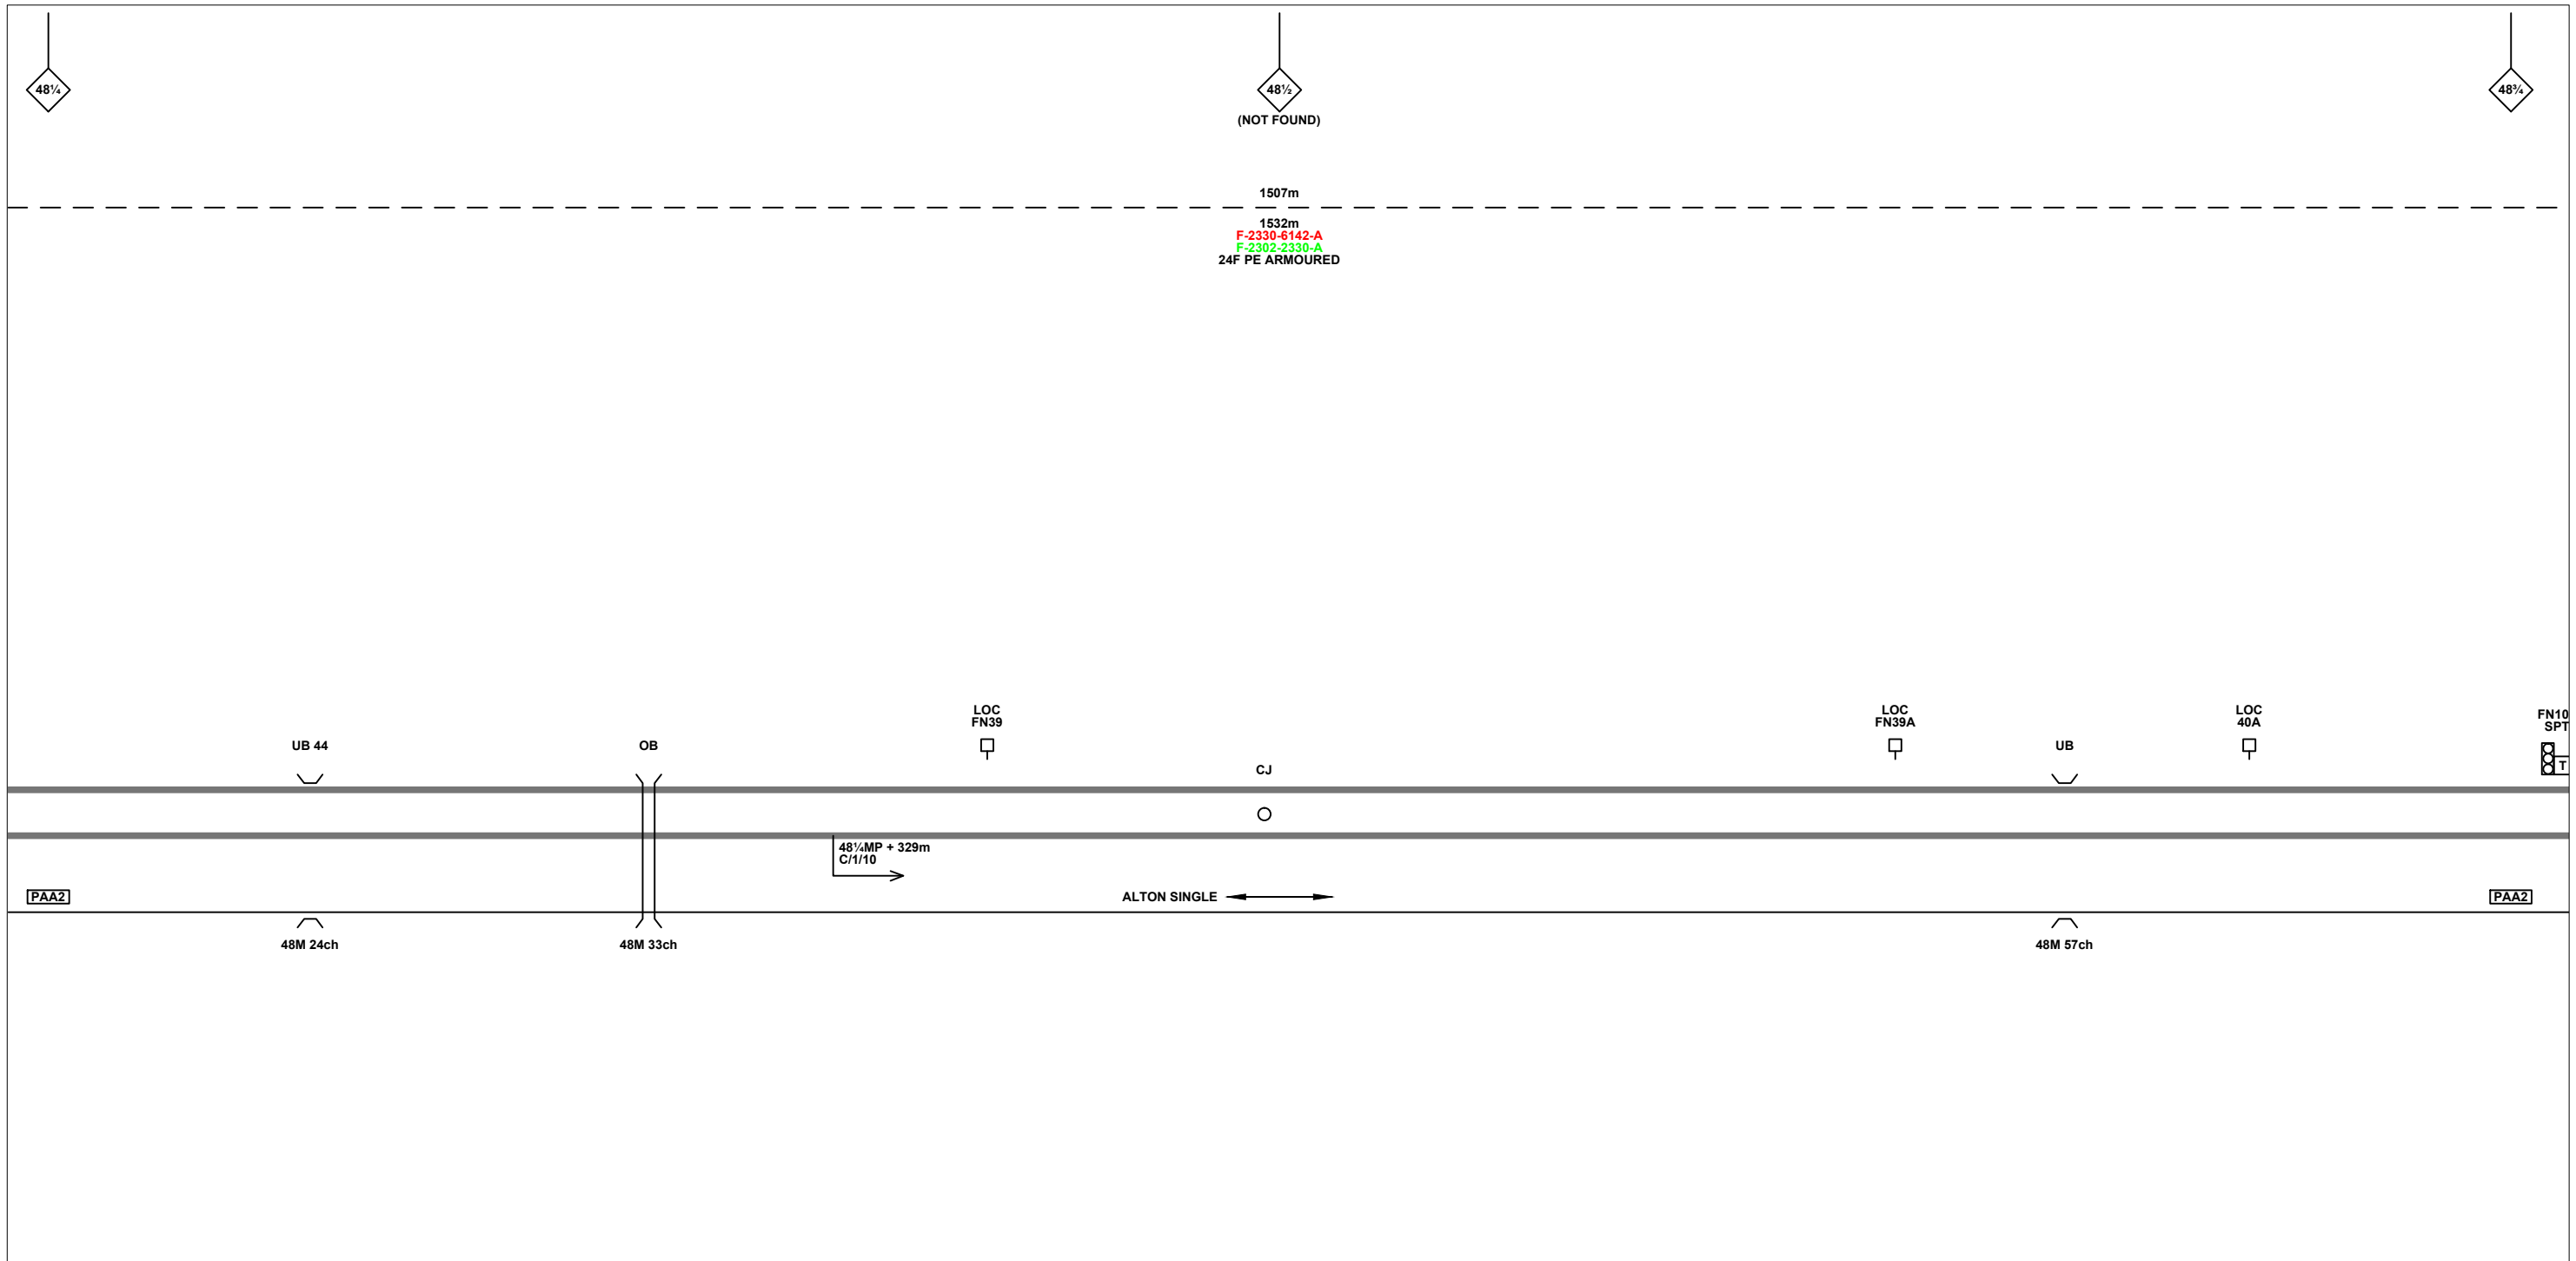 48¼
48½
48¾
(NOT FOUND)
1507m
1532m
F-2330-6142-A
F-2302-2330-A
24F PE ARMOURED
LOC
FN39
LOC
FN39A
LOC
40A
FN10
SPT
UB 44
OB
UB
CJ
T
48¼MP + 329m
C/1/10
PAA2
ALTON SINGLE
PAA2
48M 24ch
48M 33ch
48M 57ch